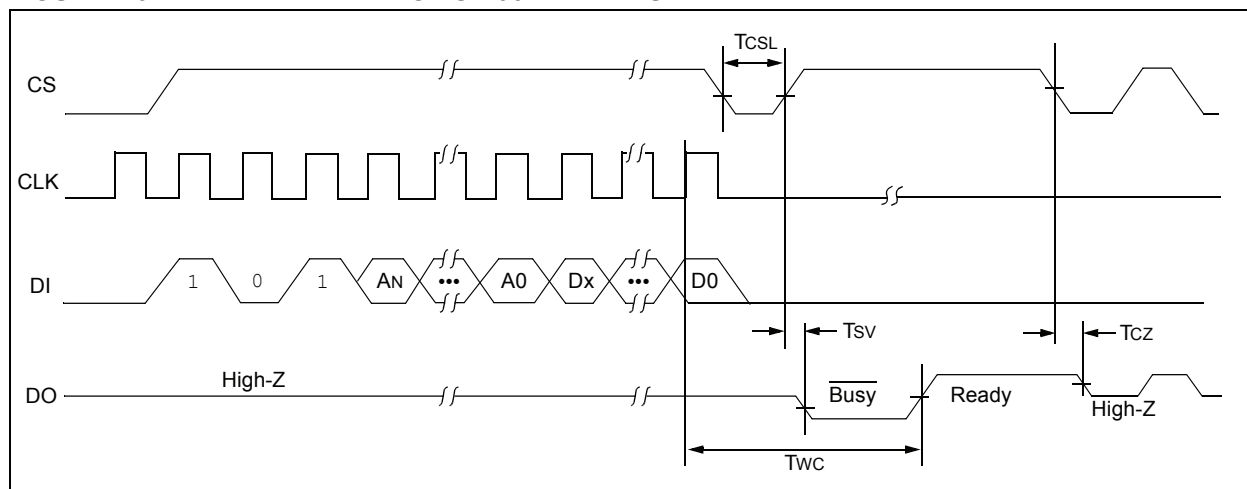 TCSL
CS
CLK
1 0 1 AN ••• A0 Dx ••• D0
DI
TSV
TCZ
High-Z
DO
Busy
Ready
High-Z
TWC